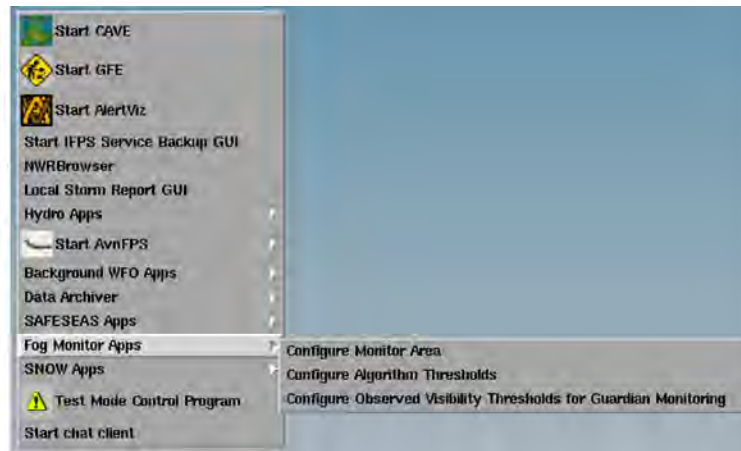 Start CAVE
Start GFE
Start AlertViz
Start IFPS Service Backup GUI
NWRBrowser
Local Storm Report GUI
Hydro Apps
Start AvnFPS
Background WFO Apps
Data Archiver
SAFESEAS Apps
Fog Monitor Apps
SNOW Apps
Test Mode Control Program
Start chat client
Configure Monitor Area
Configure Algorithm Thresholds
Configure Observed Visibility Thresholds for Guardian Monitoring